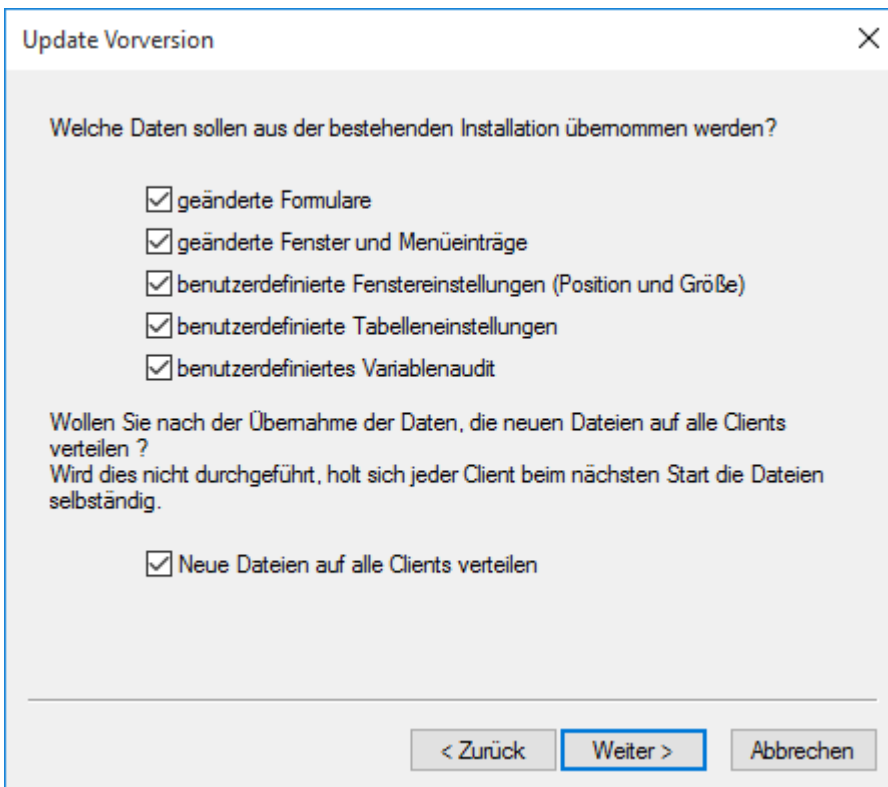 Update Vorversion
Welche Daten sollen aus der bestehenden Installation übernommen werden?
geänderte Formulare
geänderte Fenster und Menüeinträge
benutzerdefinierte Fenstereinstellungen (Position und Größe)
benutzerdefinierte Tabelleneinstellungen
benutzerdefiniertes Variablenaudit
Wollen Sie nach der Übernahme der Daten, die neuen Dateien auf alle Clients
verteilen ?
Wird dies nicht durchgeführt, holt sich jeder Client beim nächsten Start die Dateien
selbständig.
Neue Dateien auf alle Clients verteilen
< Zurück
Weiter >
Abbrechen